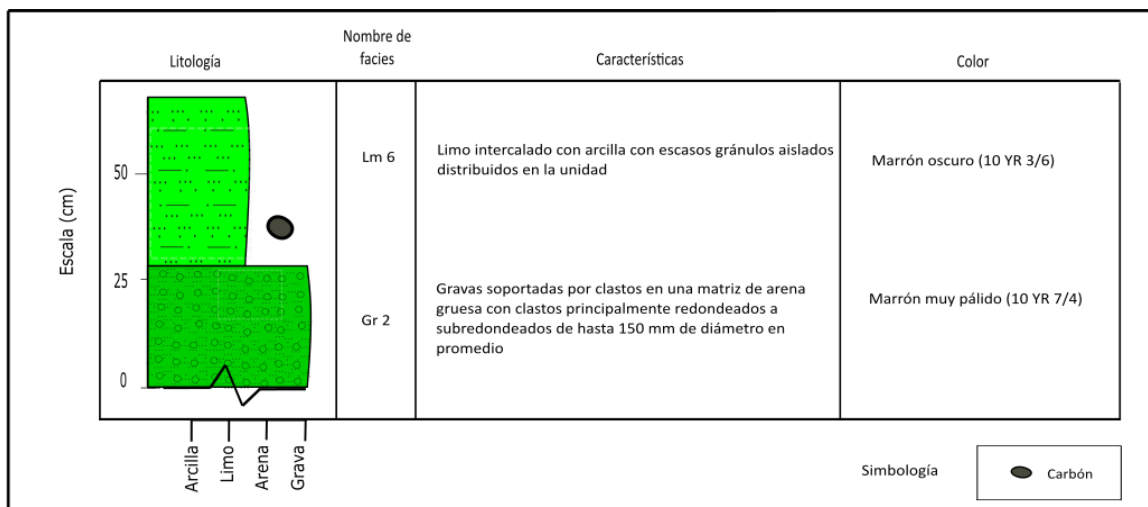 Litología
Nombre de
facies
Características
Color
Escala (cm)
50
25
0
Lm 6
Limo intercalado con arcilla con escasos gránulos aislados
distribuidos en la unidad
Marrón oscuro (10 YR 3/6)
Gr 2
Gravas soportadas por clastos en una matriz de arena
gruesa con clastos principalmente redondeados a
subredondeados de hasta 150 mm de diámetro en
promedio
Marrón muy pálido (10 YR 7/4)
Arcilla
Limo
Arena
Grava
Simbología
Carbón